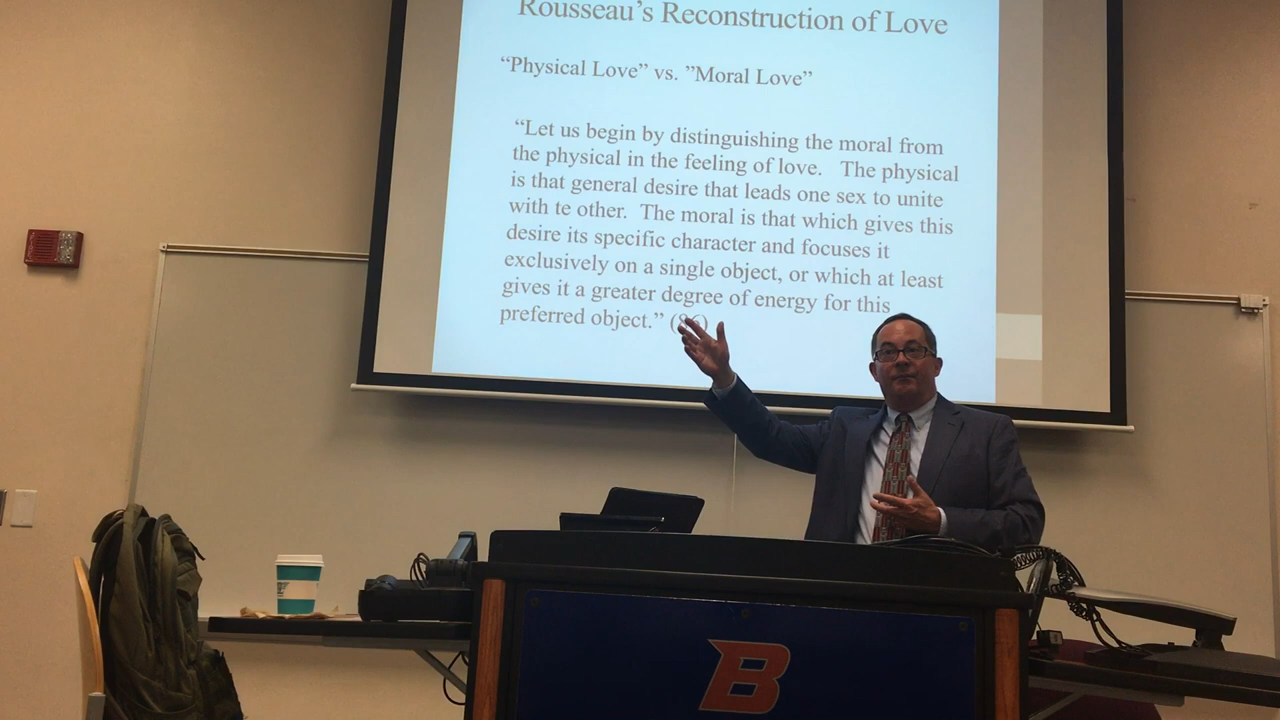 Rousseau's Reconstruction of Love
“Physical Love” vs. ”Moral Love”
“Let us begin by distinguishing the moral from
the physical in the feeling of love. The physical
is that general desire that leads one sex to unite
with te other. The moral is that which gives this
desire its specific character and focuses it
exclusively on a single object, or which at least
gives it a greater degree of energy for this
preferred object.” (86)
B